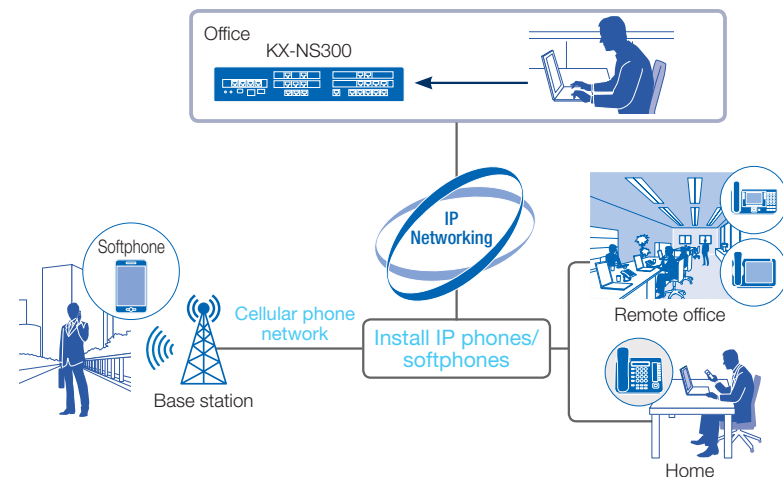 Office
KX-NS300
IP
Networking
Softphone
Cellular phone
network
Install IP phones/
softphones
Remote office
Base station
Home